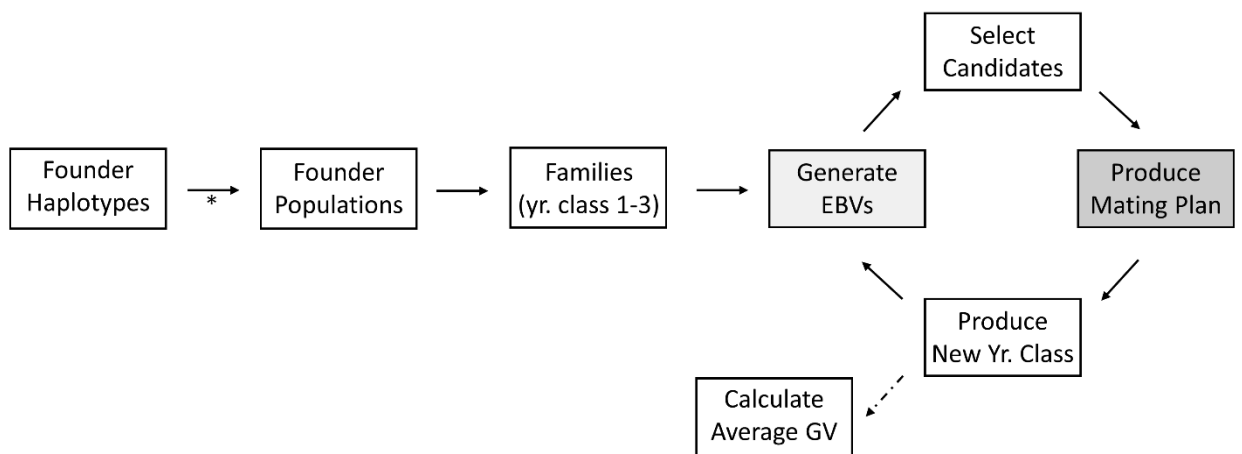 Founder
Haplotypes
*
Founder
Populations
Families
(yr. class 1-3)
Generate
EBVs
Select
Candidates
Produce
Mating Plan
Produce
New Yr. Class
Calculate
Average GV